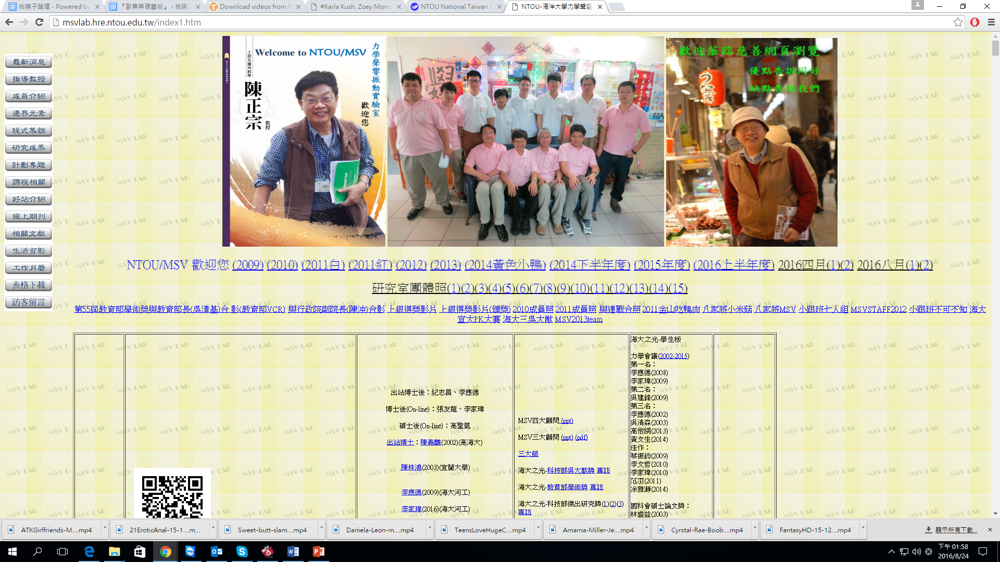 找樂子論壇 - Powered by
『歐美無碼藝術』 - 找樂子
Download videos from F
#Karla Kush, Zoey Monr
NTOU National Taiwan O
NTOU-海洋大學力學聲響
msvlab.hre.ntou.edu.tw/index1.htm
最新消息
指導教授
成員介紹
邊界元素
程式集錦
研究成果
計劃專題
課程相關
好站介紹
線上期刊
相關文獻
生活剪影
工作月曆
表格下載
訪客留言
工程及應用科學
Welcome to NTOU/MSV
力學聲響振動實驗室
歡迎您
陳正宗
教授
歡迎蒞臨慈善網頁瀏覽
優點告訴同好
缺點告訴我們
うなぎ
NTOU/MSV 歡迎您 (2009) (2010) (2011白) (2011紅) (2012) (2013) (2014黃色小鴨) (2014下半年度) (2015年度) (2016上半年度) 2016四月(1)(2) 2016八月(1)(2)
研究室團體照(1)(2)(3)(4)(5)(6)(7)(8)(9)(10)(11)(12)(13)(14)(15)
第55屆教育部學術獎與教育部長(吳清基)合 影(教育部VCR) 與行政院副院長(陳冲)合影 上銀得獎影片 上銀得獎影片(頒獎) 2010成員照 2011成員照 與連戰合照 2011金山吃鴨肉 八家將小米菇 八家將MSV 小跟班七人組 MSVSTAFF2012 小跟班不可不知 海大
宜大PK大賽 海大三吳大猷 MSV2013team
出站博士後：紀志昌、李應德
博士後(On-line)：張友龍、李家瑋
碩士後(On-line)：高聖凱
出站博士：陳義麟(2002)(高海大)
陳桂鴻(2003)(宜蘭大學)
李應德(2009)(海大河工)
李家瑋(2016)(海大河工)
MSV四大顧問 (ppt)
MSV三大顧問 (ppt) (pdf)
三大師
海大之光-科技部吳大猷獎 專訪
海大之光-教育部學術獎 專訪
海大之光-科技部傑出研究獎(1)(2)(3)
專訪
海大之光-學生板
力學會議(2002-2015)
第一名：
李應德(2008)
李家瑋(2009)
第二名：
吳建鋒(2009)
第三名：
李應德(2002)
吳清森(2003)
高怡絹(2013)
黃文生(2014)
佳作：
蔡振鈞(2009)
李文哲(2010)
李家瑋(2010)
范羽(2011)
凃雅瀞(2014)
國科會碩士論文獎：
林盛益(2003)
MSV LAB
ATKGirlfriends-M....mp4
21EroticAnal-15-1....m...
Sweet-butt-slam....mp4
Daniela-Leon-m....mp4
TeensLoveHugeC....mp4
Amarna-Miller-Je....mp4
Cyrstal-Rae-Boob....mp4
FantasyHD-15-12....mp4
顯示所有下載...
下午 01:58
2016/8/24